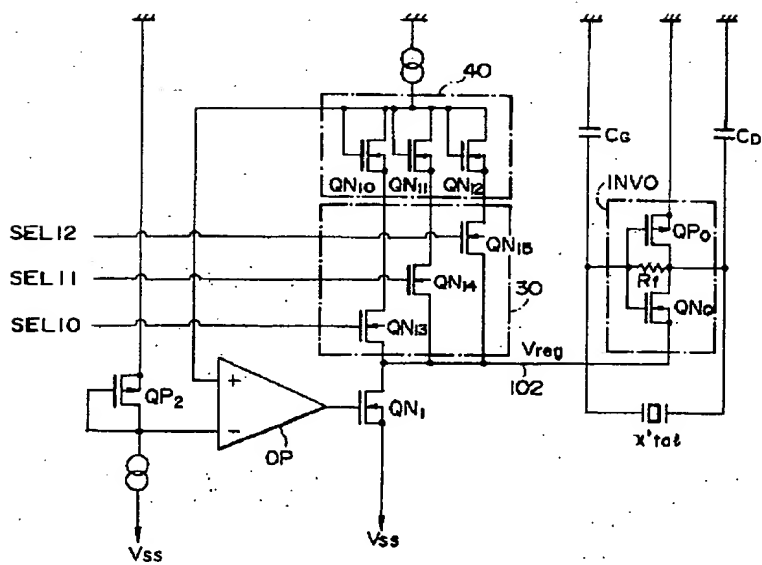 40
CG
CD
INVO
QN10
QN11
QN12
QP0
SEL12
QN15
Rf
SEL11
QN14
30
QN0
SEL10
QN13
Vreg
102
QP2
+
−
OP
QN1
X'tal
VSS
VSS